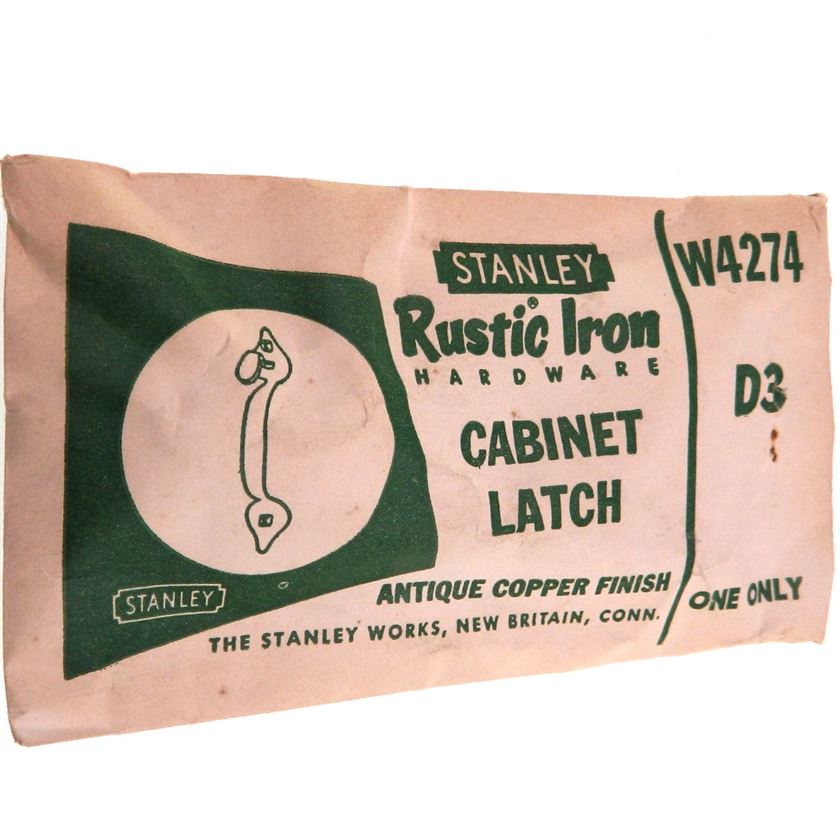 STANLEY
Rustic® Iron
HARDWARE
CABINET
LATCH
ANTIQUE COPPER FINISH
THE STANLEY WORKS, NEW BRITAIN, CONN.
STANLEY
W4274
D3
ONE ONLY